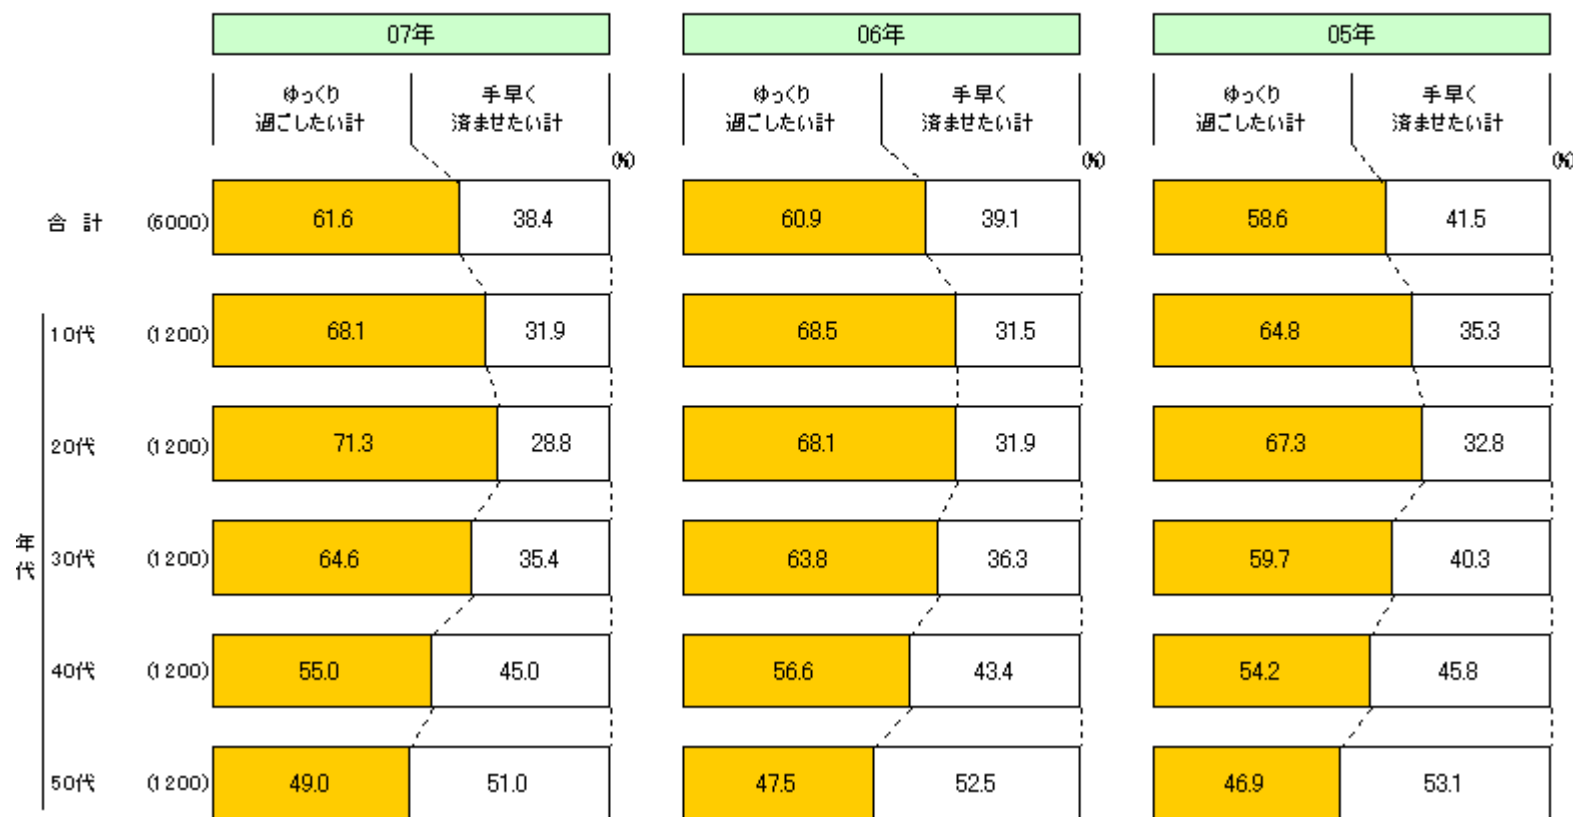 07年 06年 05年
ゆっくり 手早く ゆっくり 手早く ゆっくり 手早く
過ごしたい計 済ませたい計 過ごしたい計 済ませたい計 過ごしたい計 済ませたい計
(%) (%) (%)
合 計 (6000) 61.6 38.4 60.9 39.1 58.6 41.5
年代
10代 (1200) 68.1 31.9 68.5 31.5 64.8 35.3
20代 (1200) 71.3 28.8 68.1 31.9 67.3 32.8
30代 (1200) 64.6 35.4 63.8 36.3 59.7 40.3
40代 (1200) 55.0 45.0 56.6 43.4 54.2 45.8
50代 (1200) 49.0 51.0 47.5 52.5 46.9 53.1